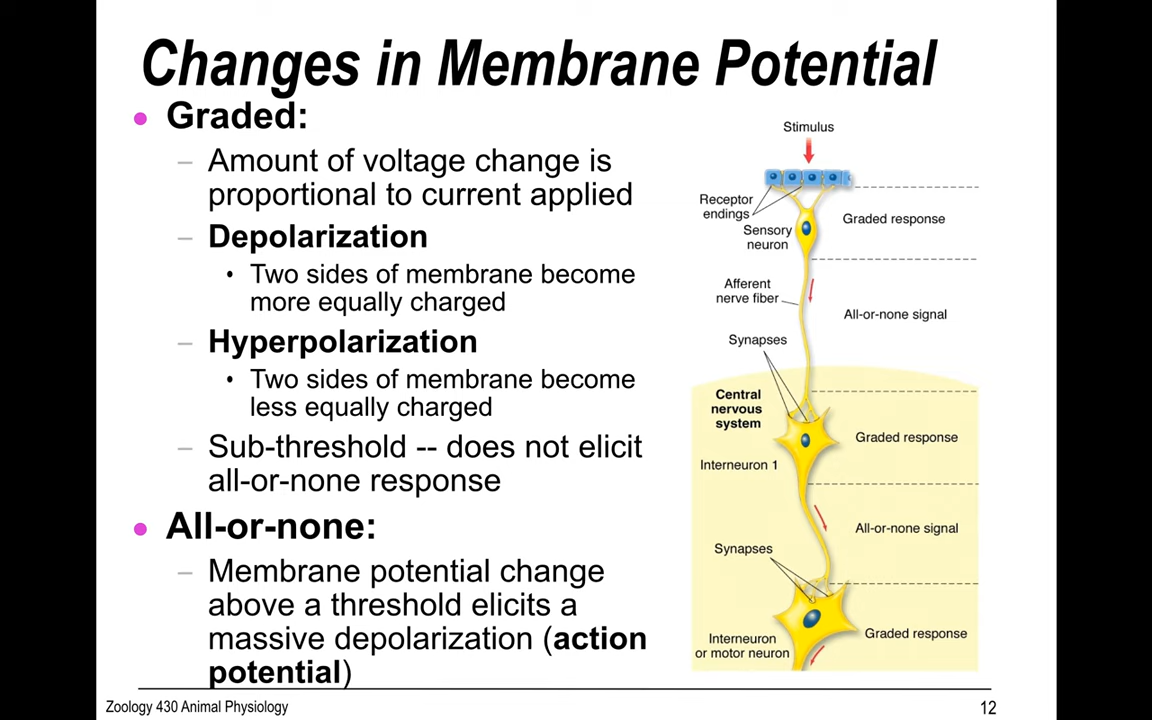 Changes in Membrane Potential
• Graded:
– Amount of voltage change is
proportional to current applied
– Depolarization
• Two sides of membrane become
more equally charged
– Hyperpolarization
• Two sides of membrane become
less equally charged
– Sub-threshold -- does not elicit
all-or-none response
• All-or-none:
– Membrane potential change
above a threshold elicits a
massive depolarization (action
potential)
Stimulus
Receptor
endings
Graded response
Sensory
neuron
Afferent
nerve fiber
All-or-none signal
Synapses
Central
nervous
system
Graded response
Interneuron 1
All-or-none signal
Synapses
Graded response
Interneuron
or motor neuron
Zoology 430 Animal Physiology
12